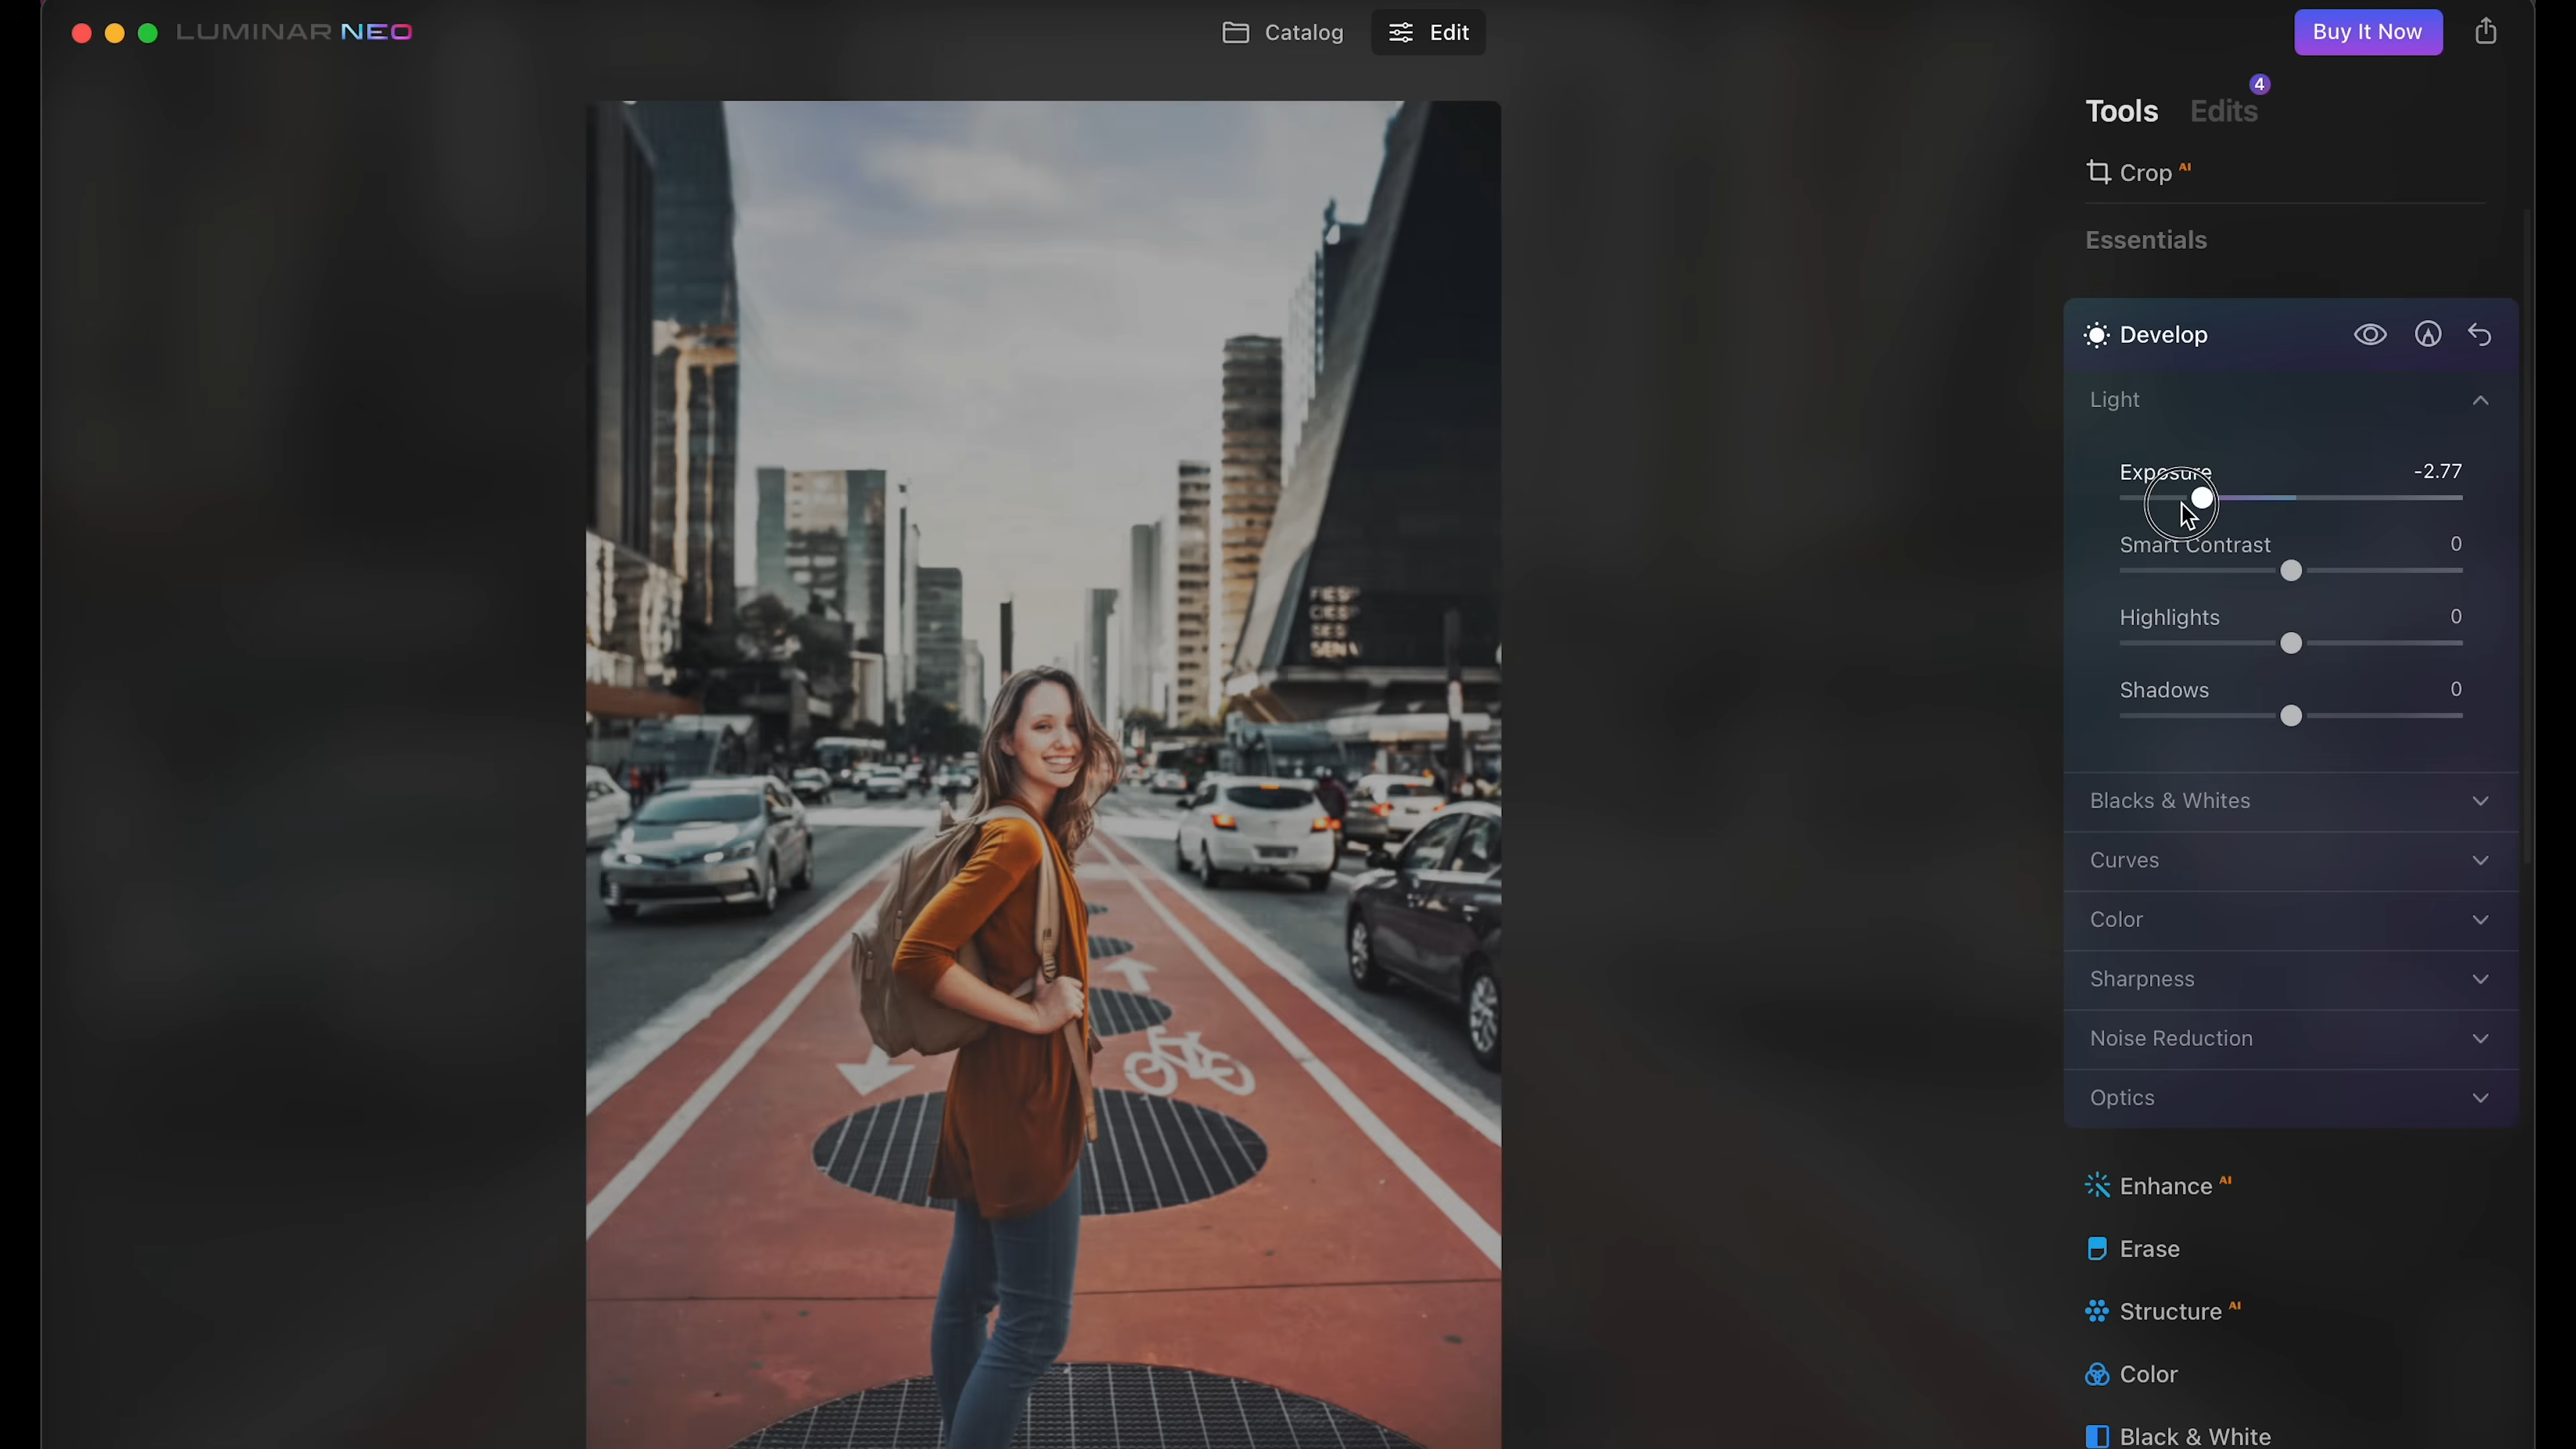 LUMINAR NEO
Catalog
Edit
Buy It Now
Tools
Edits
4
Crop AI
Essentials
Develop
Light
Exposure -2.77
Smart Contrast 0
Highlights 0
Shadows 0
Blacks & Whites
Curves
Color
Sharpness
Noise Reduction
Optics
Enhance AI
Erase
Structure AI
Color
Black & White